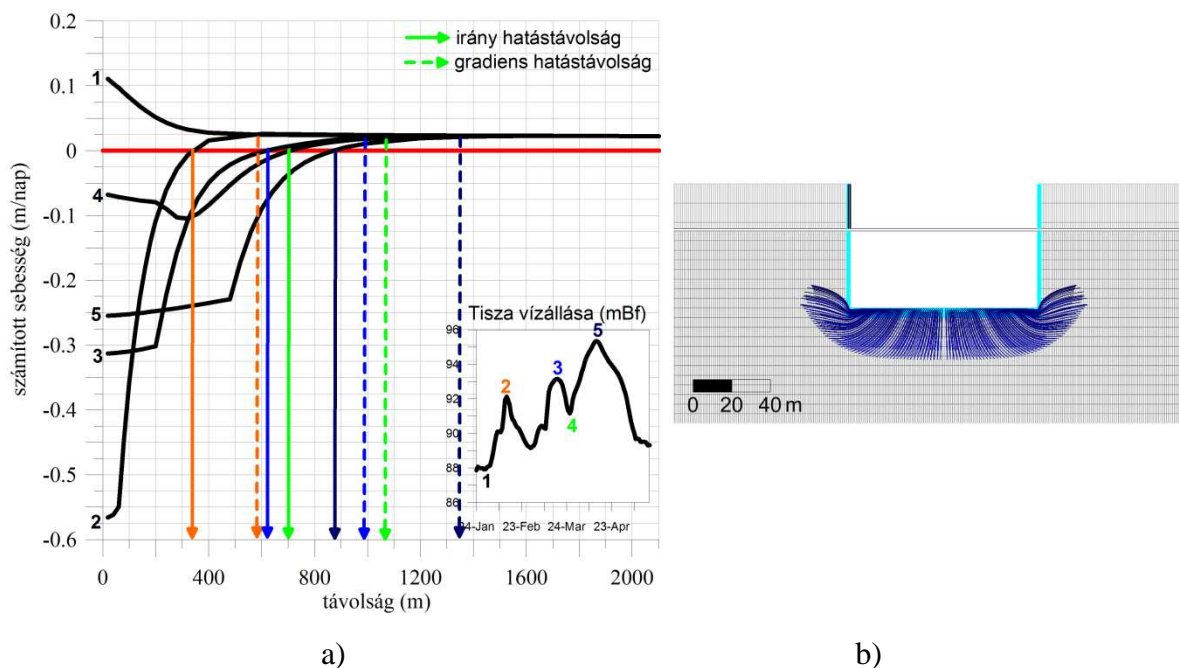 0.2
0.1
0
-0.1
-0.2
-0.3
-0.4
-0.5
-0.6
számított sebesség (m/nap)
irány hatástávolság
gradiens hatástávolság
1
4
5
3
2
Tisza vízállása (mBf)
96
94
92
90
88
86
1
2
3
4
5
24-Jan 23-Feb 24-Mar 23-Apr
0 400 800 1200 1600 2000
távolság (m)
0 20 40 m
a) b)